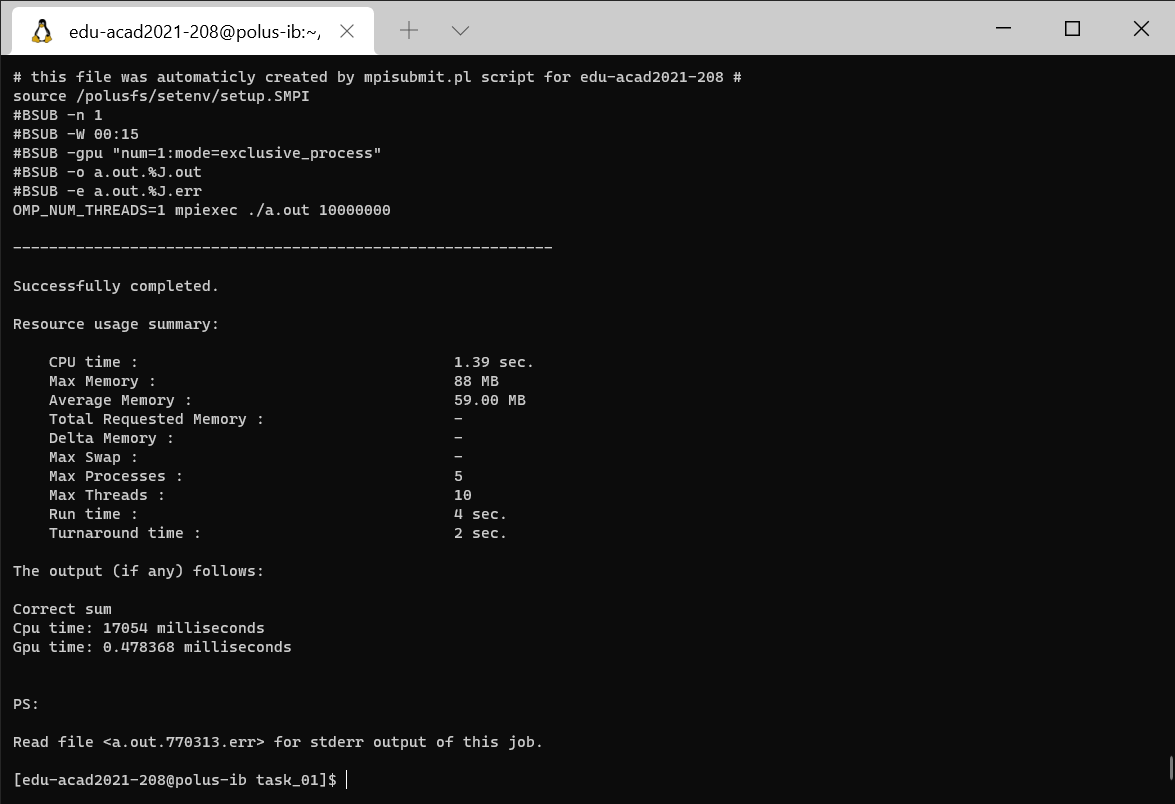 edu-acad2021-208@polus-ib:~,
# this file was automaticly created by mpisubmit.pl script for edu-acad2021-208 #
source /polusfs/setenv/setup.SMPI
#BSUB -n 1
#BSUB -W 00:15
#BSUB -gpu "num=1:mode=exclusive_process"
#BSUB -o a.out.%J.out
#BSUB -e a.out.%J.err
OMP_NUM_THREADS=1 mpiexec ./a.out 10000000
------------------------------------------------------------
Successfully completed.
Resource usage summary:
CPU time : 1.39 sec.
Max Memory : 88 MB
Average Memory : 59.00 MB
Total Requested Memory : -
Delta Memory : -
Max Swap : -
Max Processes : 5
Max Threads : 10
Run time : 4 sec.
Turnaround time : 2 sec.
The output (if any) follows:
Correct sum
Cpu time: 17054 milliseconds
Gpu time: 0.478368 milliseconds
PS:
Read file <a.out.770313.err> for stderr output of this job.
[edu-acad2021-208@polus-ib task_01]$